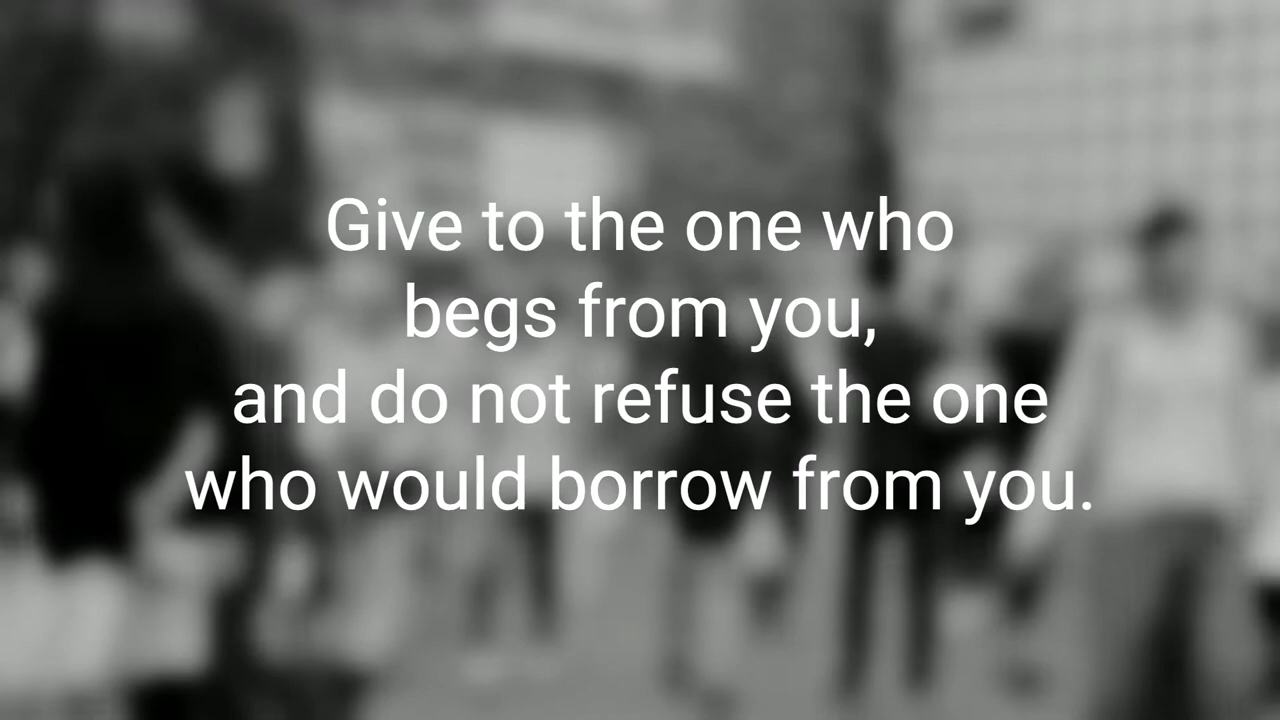 Give to the one who
begs from you,
and do not refuse the one
who would borrow from you.